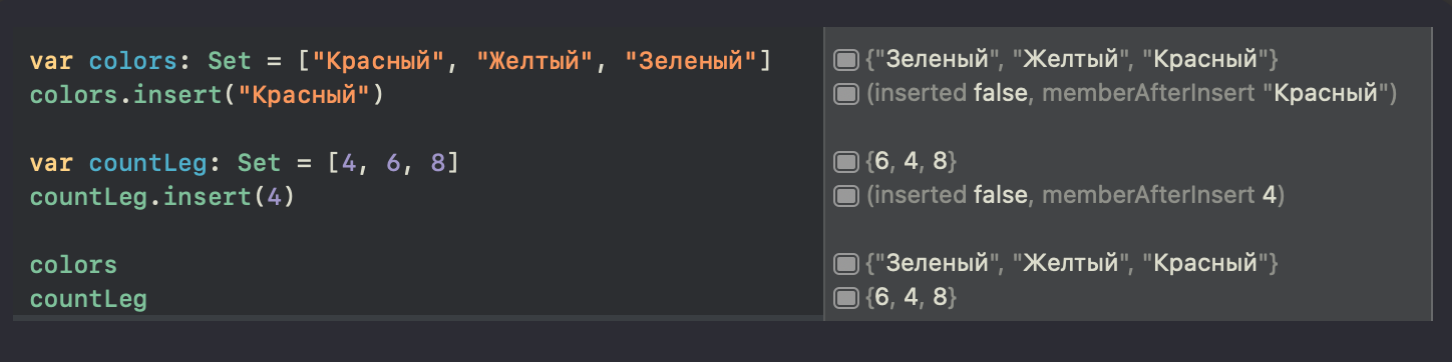 var colors: Set = ["Красный", "Желтый", "Зеленый"]
colors.insert("Красный")
var countLeg: Set = [4, 6, 8]
countLeg.insert(4)
colors
countLeg
{"Зеленый", "Желтый", "Красный"}
(inserted false, memberAfterInsert "Красный")
{6, 4, 8}
(inserted false, memberAfterInsert 4)
{"Зеленый", "Желтый", "Красный"}
{6, 4, 8}